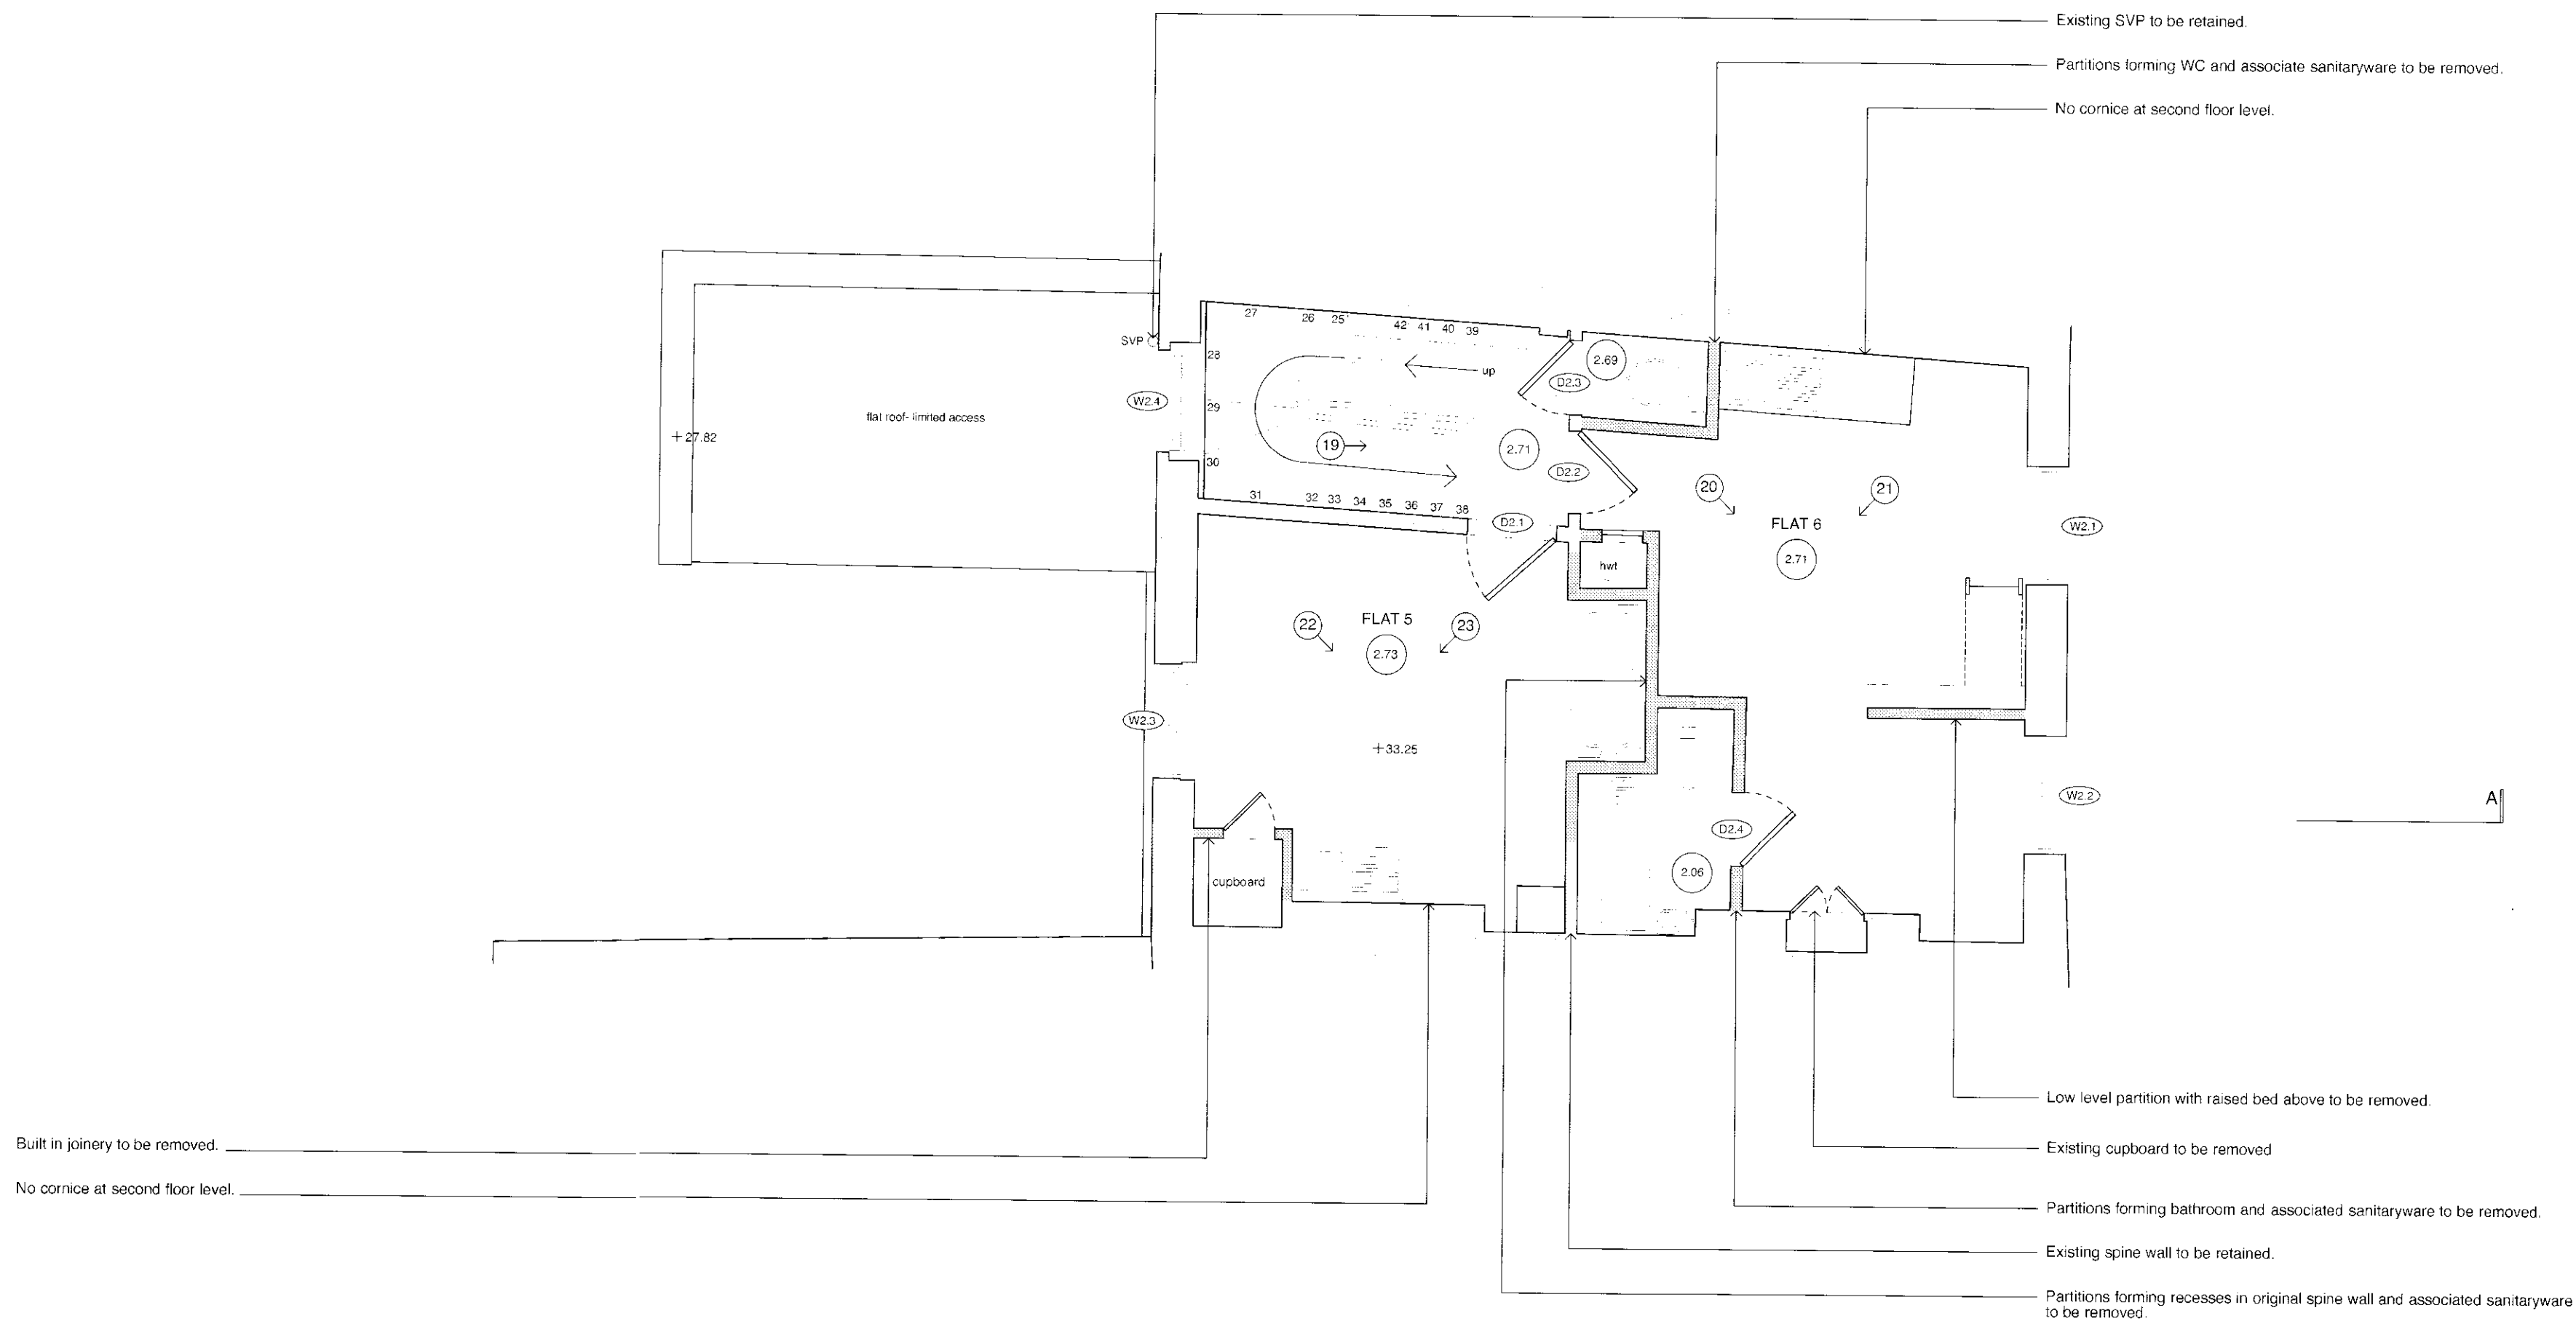 Existing SVP to be retained.
Partitions forming WC and associate sanitaryware to be removed.
No cornice at second floor level.
27
26
25
42
41
40
39
SVP
28
2.69
up
D2.3
W2.4
29
flat roof- limited access
+27.82
19
2.71
30
D2.2
31
32
33
34
35
36
37
38
D2.1
20
21
FLAT 6
W2.1
2.71
hwt
22
FLAT 5
23
2.73
W2.3
+33.25
W2.2
A
D2.4
2.06
cupboard
Low level partition with raised bed above to be removed.
Built in joinery to be removed.
Existing cupboard to be removed
No cornice at second floor level.
Partitions forming bathroom and associated sanitaryware to be removed.
Existing spine wall to be retained.
Partitions forming recesses in original spine wall and associated sanitaryware
to be removed.